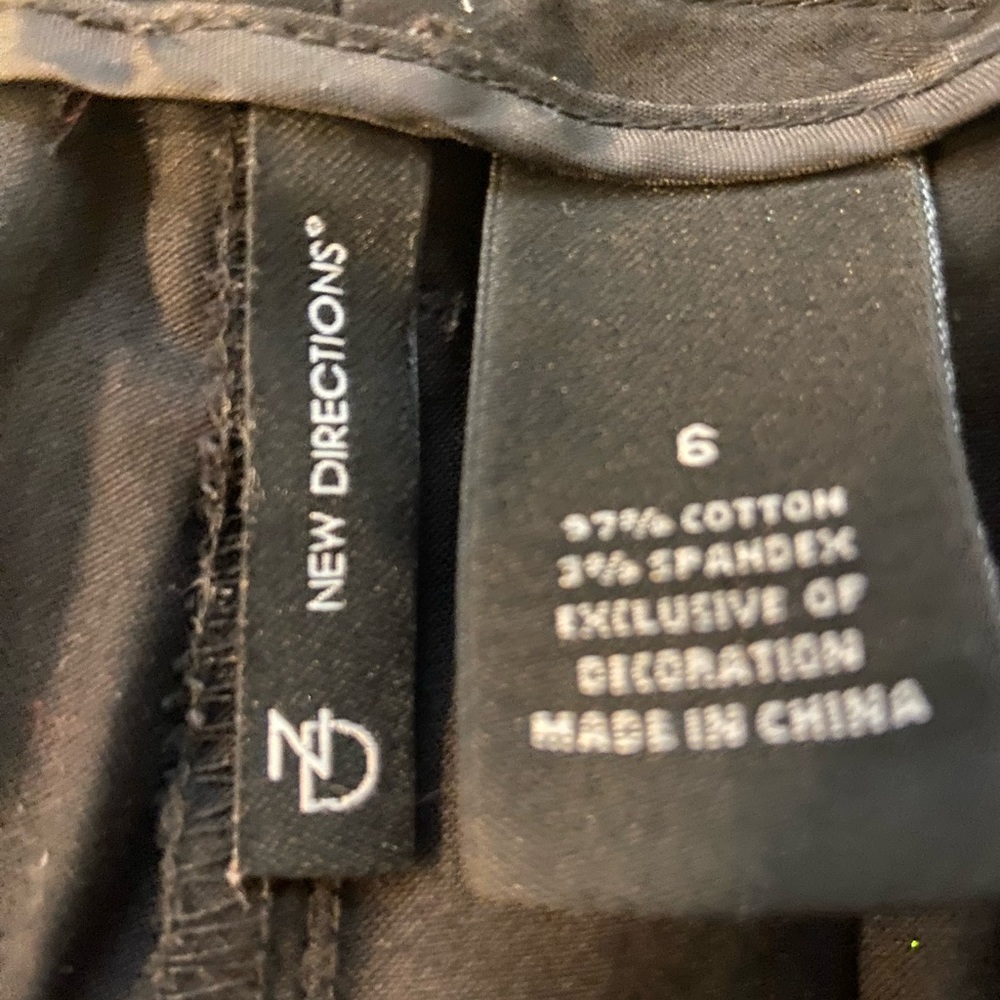 NEW DIRECTIONS®
ND
6
97% COTTON
3% SPANDEX
EXCLUSIVE OF
DECORATION
MADE IN CHINA